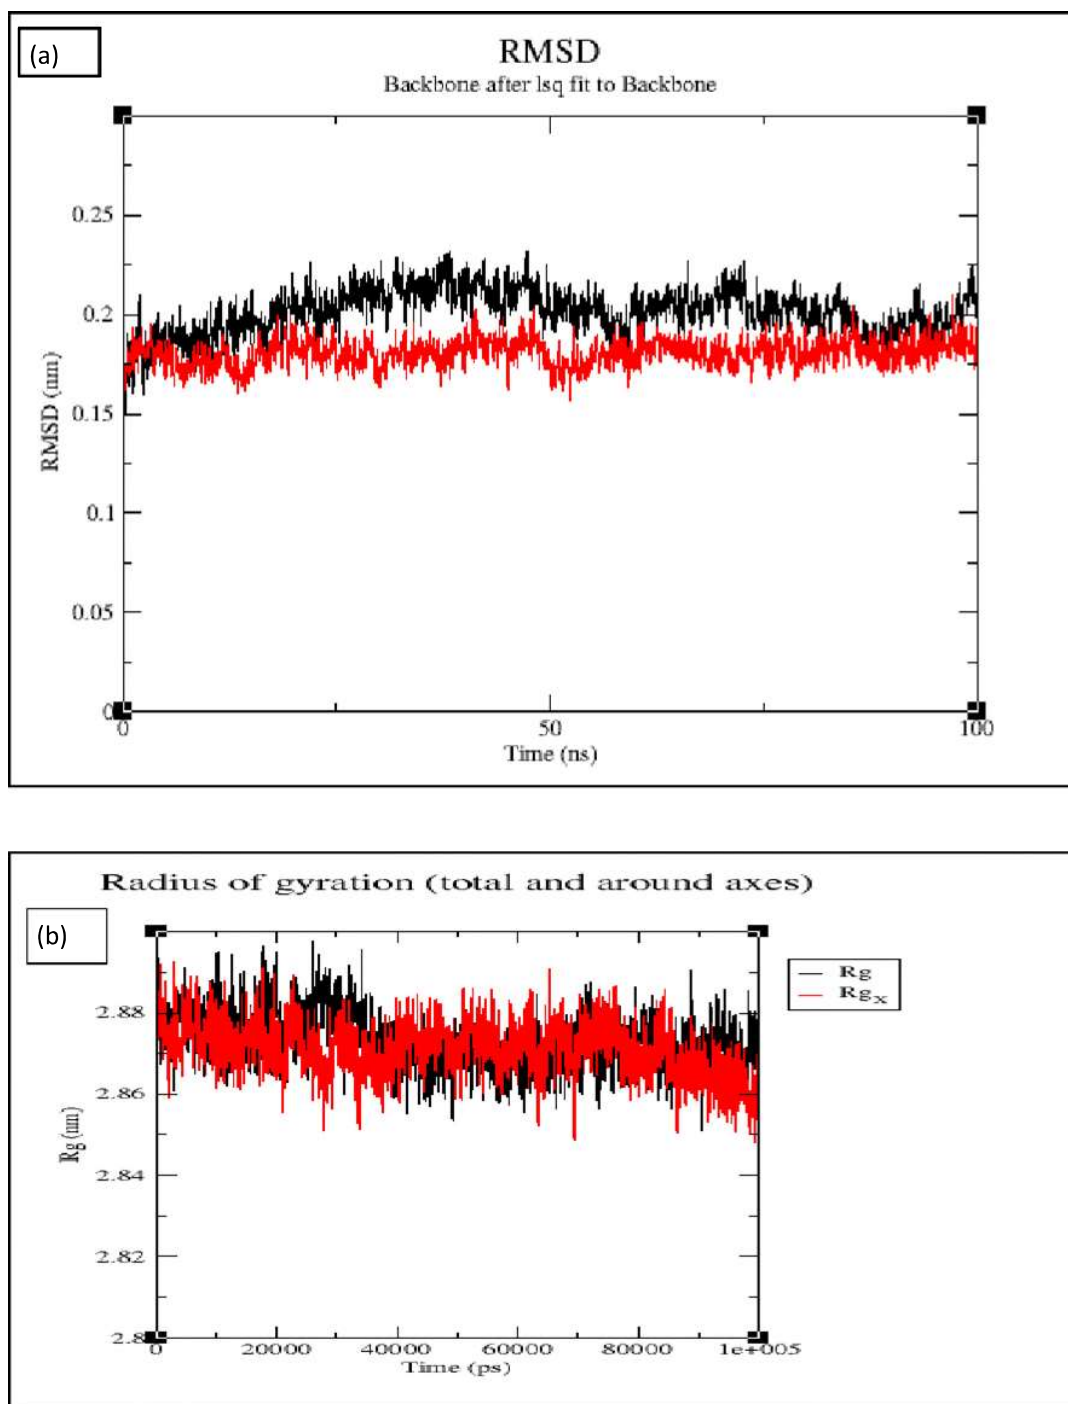 (a)
RMSD
Backbone after lsq fit to Backbone
0.25
0.2
0.15
0.1
0.05
0
RMSD (nm)
0 50 100
Time (ns)
Radius of gyration (total and around axes)
(b)
Rg
Rgx
2.88
2.86
2.84
2.82
2.8
Rg (nm)
0 20000 40000 60000 80000 1e+005
Time (ps)